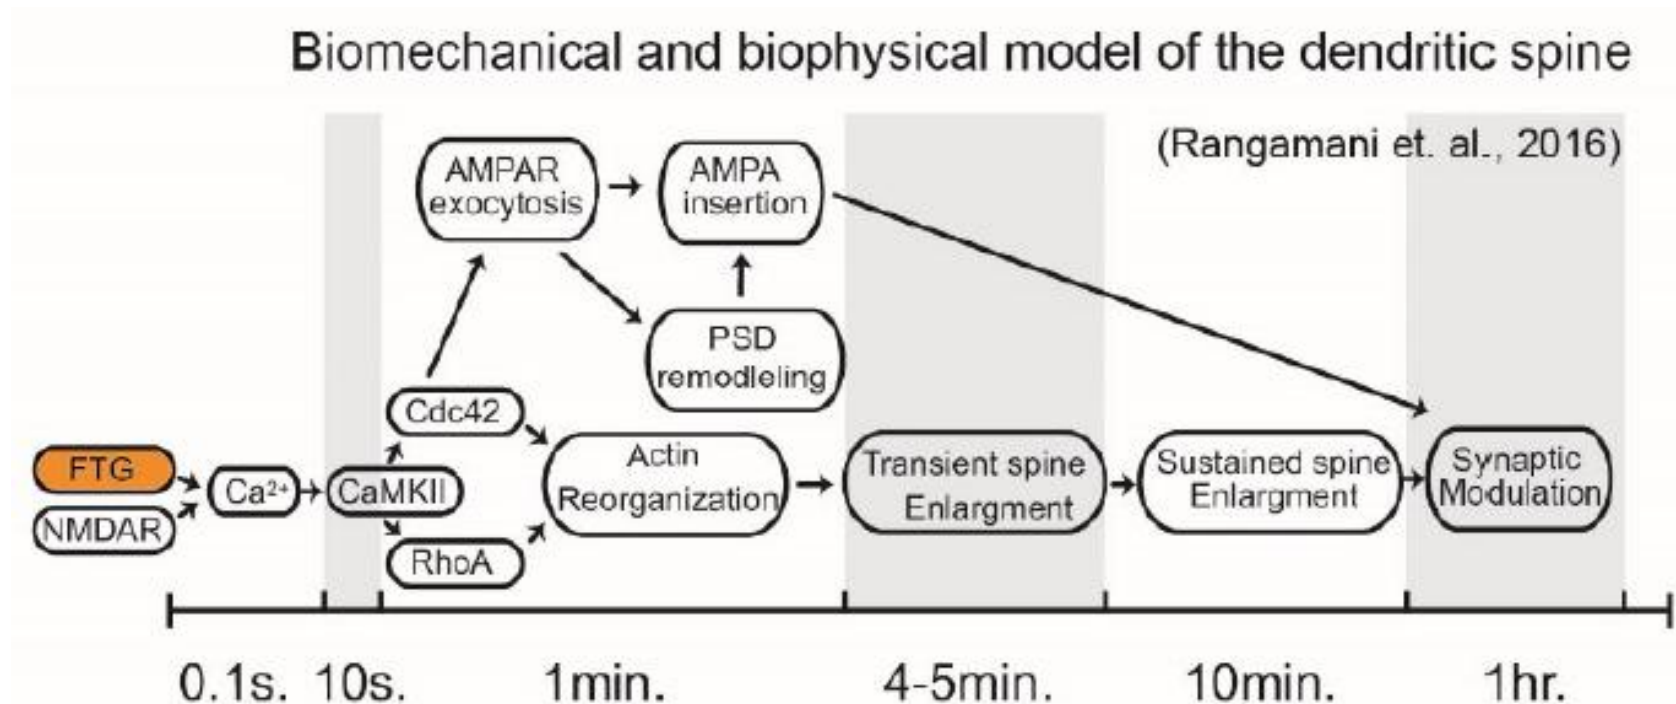 Biomechanical and biophysical model of the dendritic spine
(Rangamani et. al., 2016)
AMPAR
exocytosis
AMPA
insertion
PSD
remodleling
Cdc42
FTG
NMDAR
Ca²⁺
CaMKII
RhoA
Actin
Reorganization
Transient spine
Enlargment
Sustained spine
Enlargment
Synaptic
Modulation
0.1s. 10s. 1min. 4-5min. 10min. 1hr.